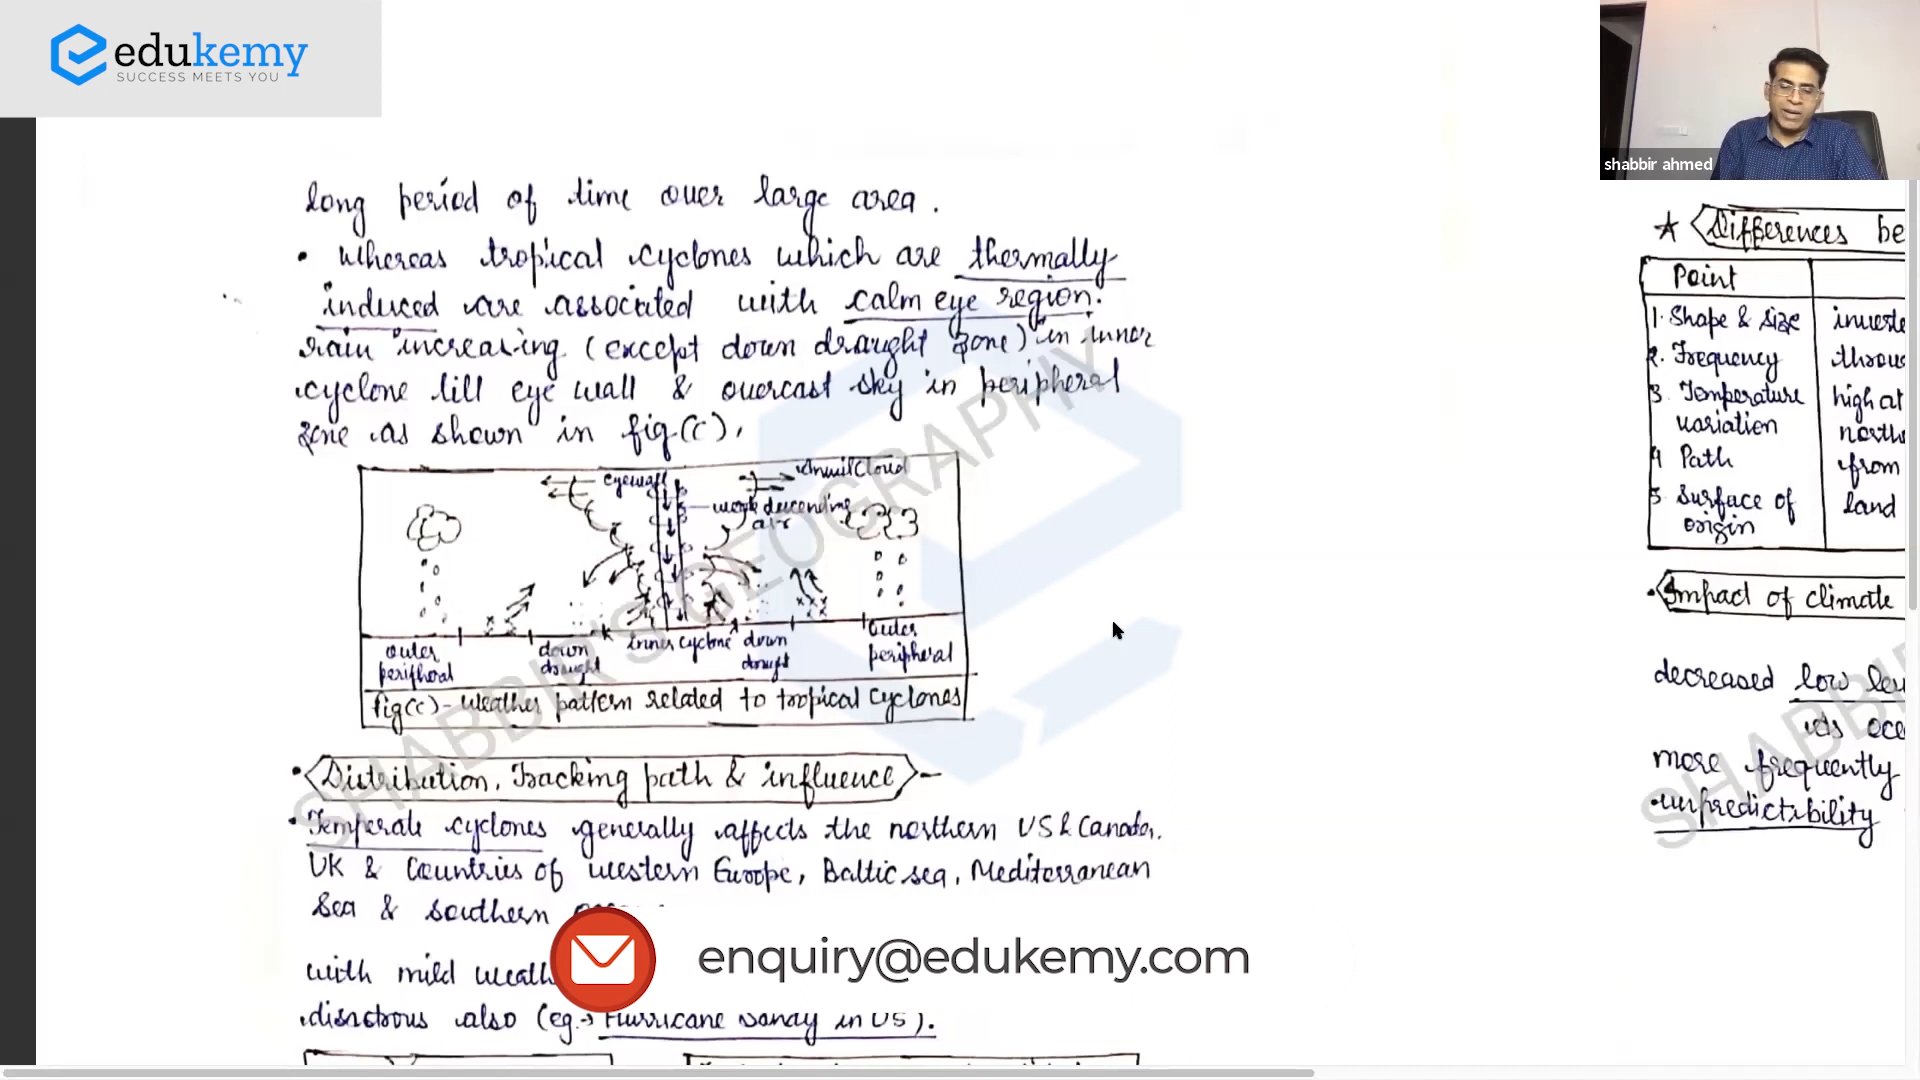 edukemy
SUCCESS MEETS YOU
shabbir ahmed
long period of time over large area.
• whereas tropical cyclones which are thermally
induced are associated with calm eye region.
rain increasing (except down draught zone) in inner
cyclone till eye wall & overcast sky in peripheral
zone as shown in fig(c),
eyewall
Anvil Cloud
descending
air
outer
peripheral
down
draught
inner cyclone
down
outer
peripheral
fig(c) - weather pattern related to tropical cyclones
• Distribution, Tracking path & influence –
• Temperate cyclones generally affects the northern US & Canada,
UK & Countries of western Europe, Baltic sea, Mediterranean
Sea & southern
with mild weath
disastrous also (eg.→ Hurricane Sandy in US).
enquiry@edukemy.com
★ Differences be
Point
1. Shape & size
2. Frequency
3. Temperature
variation
4 Path
5 Surface of
origin
throu
high at
north
from
land
• Impact of climate
decreased low lev
more frequently
• unpredictability
SHABBIR'S GEOGRAPHY
SHABBIR